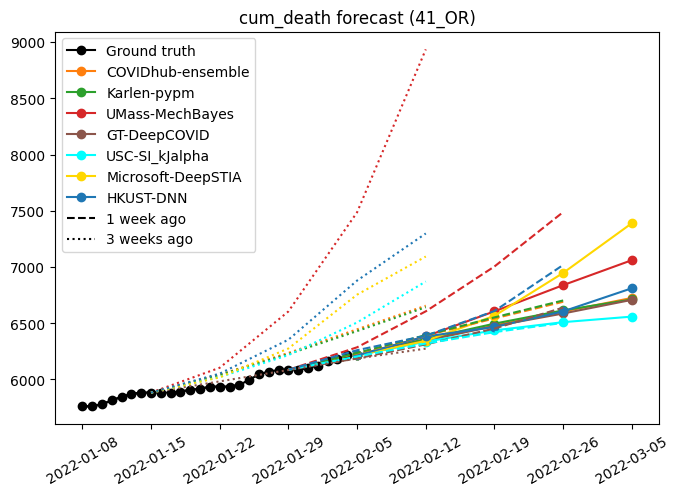 cum_death forecast (41_OR)
9000
8500
8000
7500
7000
6500
6000
Ground truth
COVIDhub-ensemble
Karlen-pypm
UMass-MechBayes
GT-DeepCOVID
USC-SI_kJalpha
Microsoft-DeepSTIA
HKUST-DNN
1 week ago
3 weeks ago
2022-01-08
2022-01-15
2022-01-22
2022-01-29
2022-02-05
2022-02-12
2022-02-19
2022-02-26
2022-03-05